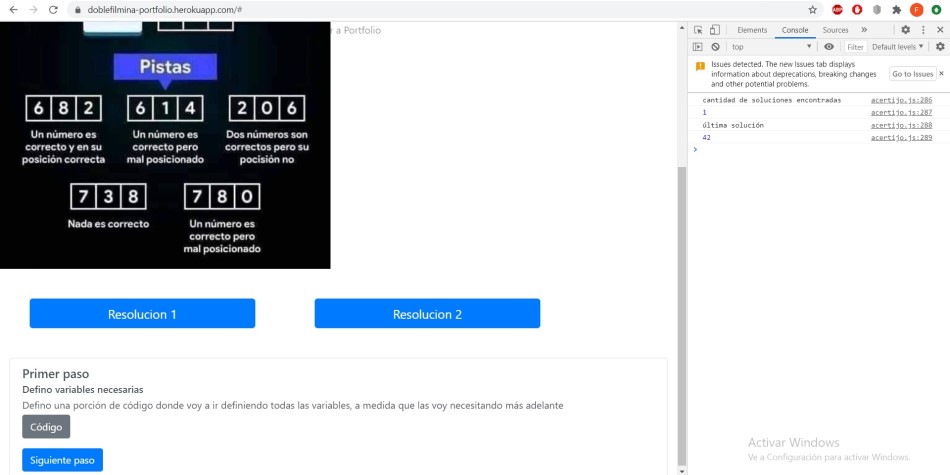 doblefilmina-portfolio.herokuapp.com/#
ABP
F
r a Portfolio
Pistas
6 8 2
6 1 4
2 0 6
Un número es
correcto y en su
posición correcta
Un número es
correcto pero
mal posicionado
Dos números son
correctos pero su
pocisión no
7 3 8
7 8 0
Nada es correcto
Un número es
correcto pero
mal posicionado
Resolucion 1
Resolucion 2
Primer paso
Defino variables necesarias
Defino una porción de código donde voy a ir definiendo todas las variables, a medida que las voy necesitando más adelante
Código
Siguiente paso
Elements Console Sources »
top Filter Default levels
Issues detected. The new Issues tab displays
information about deprecations, breaking changes
and other potential problems.
Go to Issues
cantidad de soluciones encontradas acertijo.js:286
1 acertijo.js:287
última solución acertijo.js:288
42 acertijo.js:289
Activar Windows
Ve a Configuración para activar Windows.